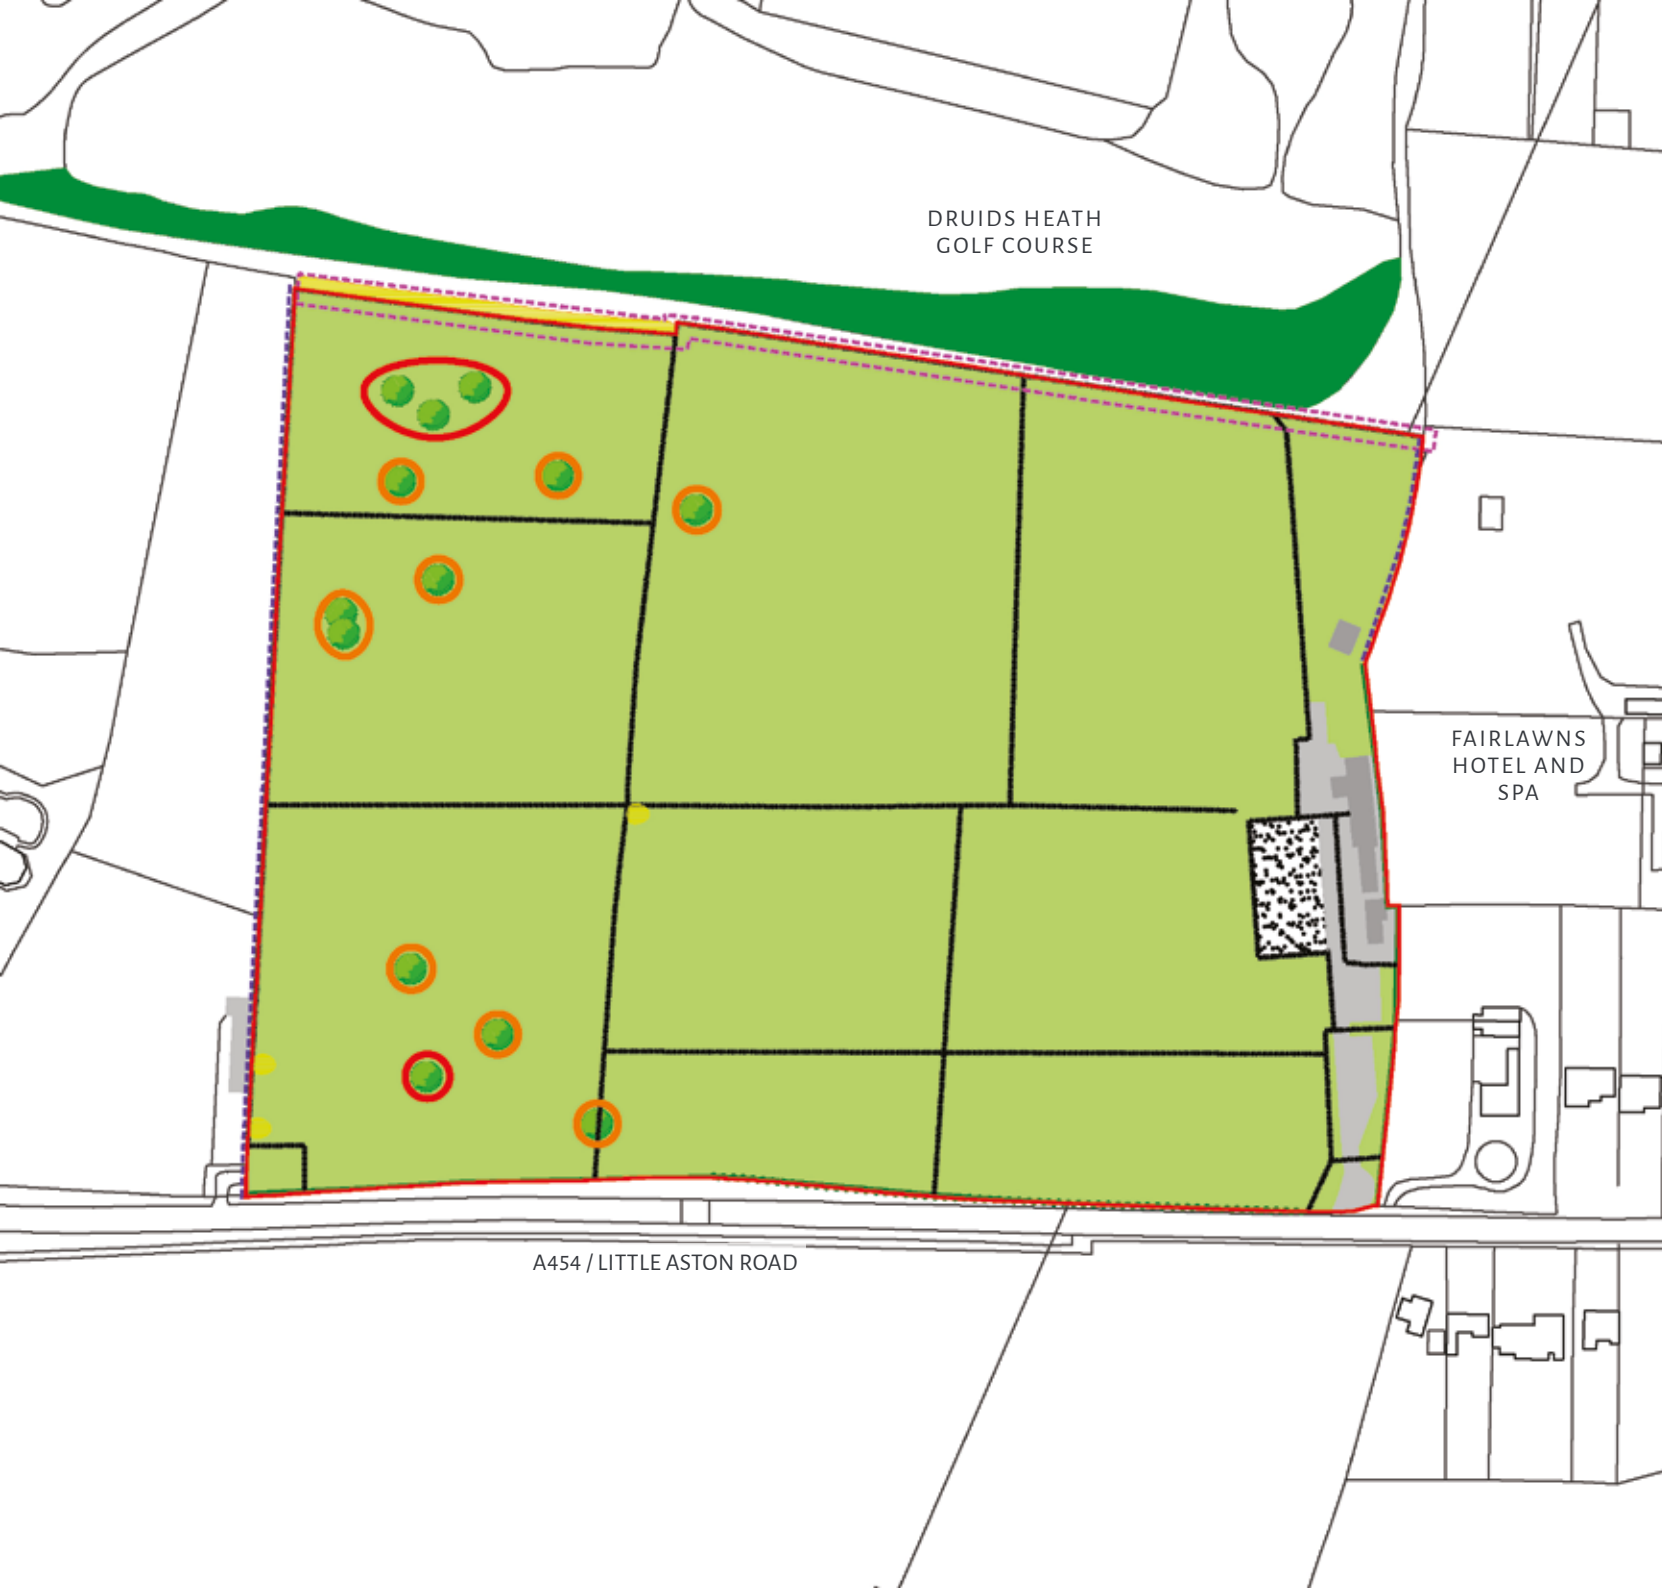 DRUIDS HEATH
GOLF COURSE
FAIRLAWNS
HOTEL AND
SPA
A454 / LITTLE ASTON ROAD